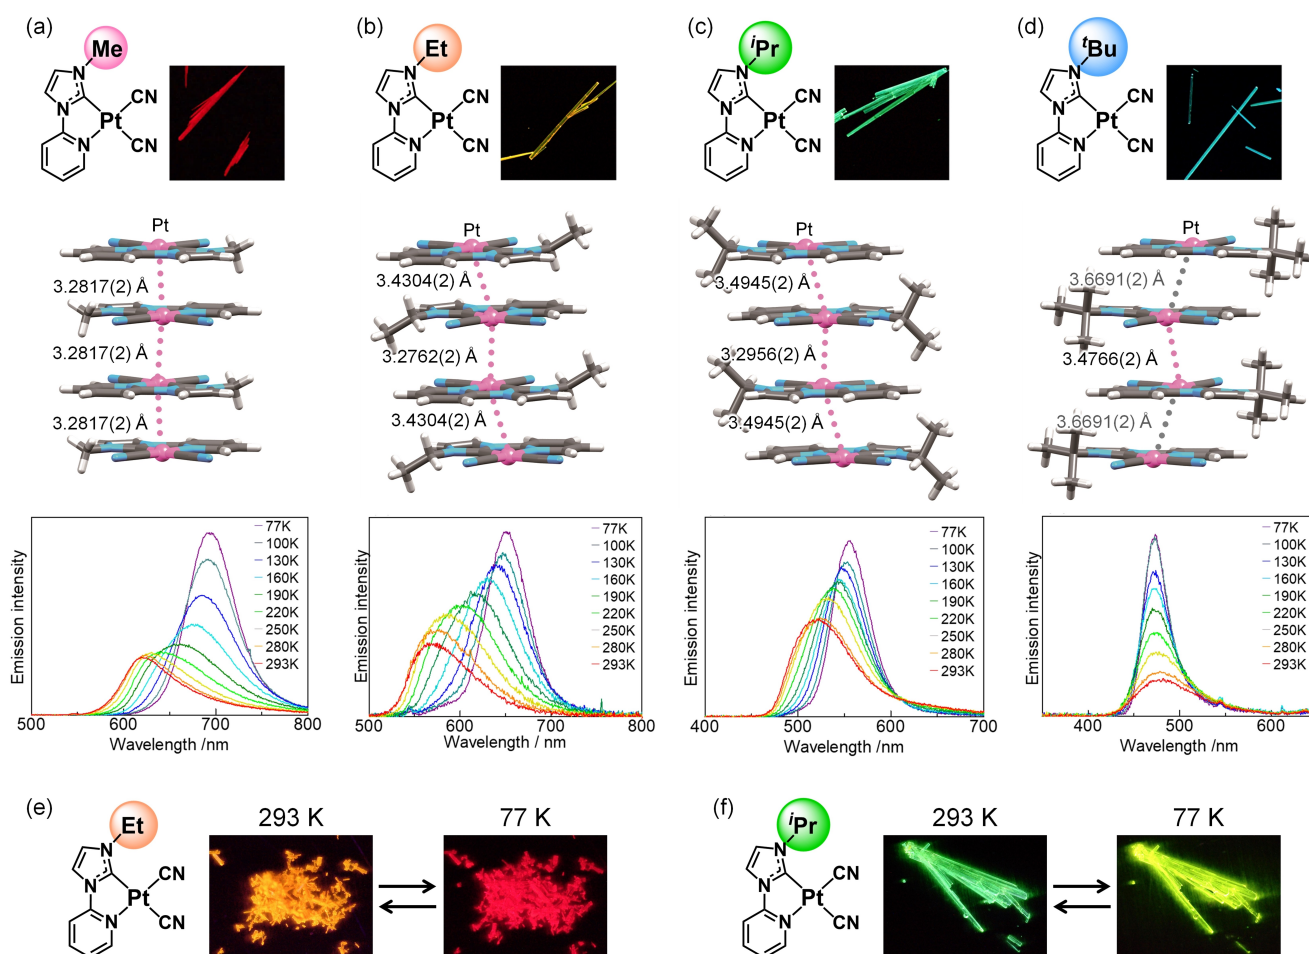 (a)
Me
N
N
N
Pt
CN
CN
(b)
Et
N
N
N
Pt
CN
CN
(c)
iPr
N
N
N
Pt
CN
CN
(d)
tBu
N
N
N
Pt
CN
CN
Pt
3.2817(2) Å
3.2817(2) Å
3.2817(2) Å
Pt
3.4304(2) Å
3.2762(2) Å
3.4304(2) Å
Pt
3.4945(2) Å
3.2956(2) Å
3.4945(2) Å
Pt
3.6691(2) Å
3.4766(2) Å
3.6691(2) Å
Emission intensity
77K
100K
130K
160K
190K
220K
250K
280K
293K
500 600 700 800
Wavelength /nm
Emission intensity
77K
100K
130K
160K
190K
220K
250K
280K
293K
500 600 700 800
Wavelength / nm
Emission intensity
77K
100K
130K
160K
190K
220K
250K
280K
293K
400 500 600 700
Wavelength /nm
Emission intensity
77K
100K
130K
160K
190K
220K
250K
280K
293K
400 500 600
Wavelength /nm
(e)
Et
N
N
N
Pt
CN
CN
293 K
77 K
(f)
iPr
N
N
N
Pt
CN
CN
293 K
77 K